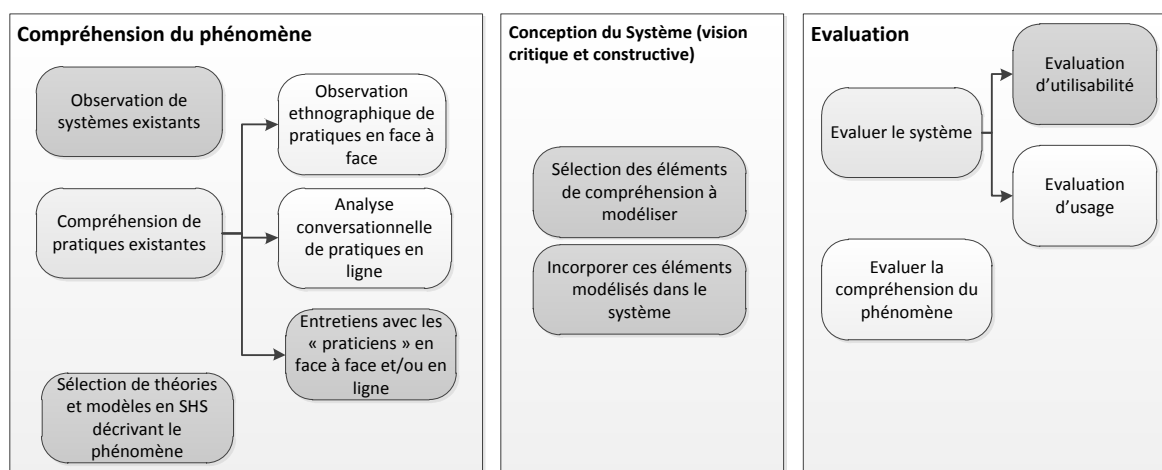 Compréhension du phénomène
Observation de
systèmes existants
Observation
ethnographique de
pratiques en face à
face
Compréhension de
pratiques existantes
Analyse
conversationnelle
de pratiques en
ligne
Entretiens avec les
« praticiens » en
face à face et/ou en
ligne
Sélection de théories
et modèles en SHS
décrivant le
phénomène
Conception du Système (vision
critique et constructive)
Sélection des éléments
de compréhension à
modéliser
Incorporer ces éléments
modélisés dans le
système
Evaluation
Evaluation
d’utilisabilité
Evaluer le système
Evaluation
d’usage
Evaluer la
compréhension du
phénomène